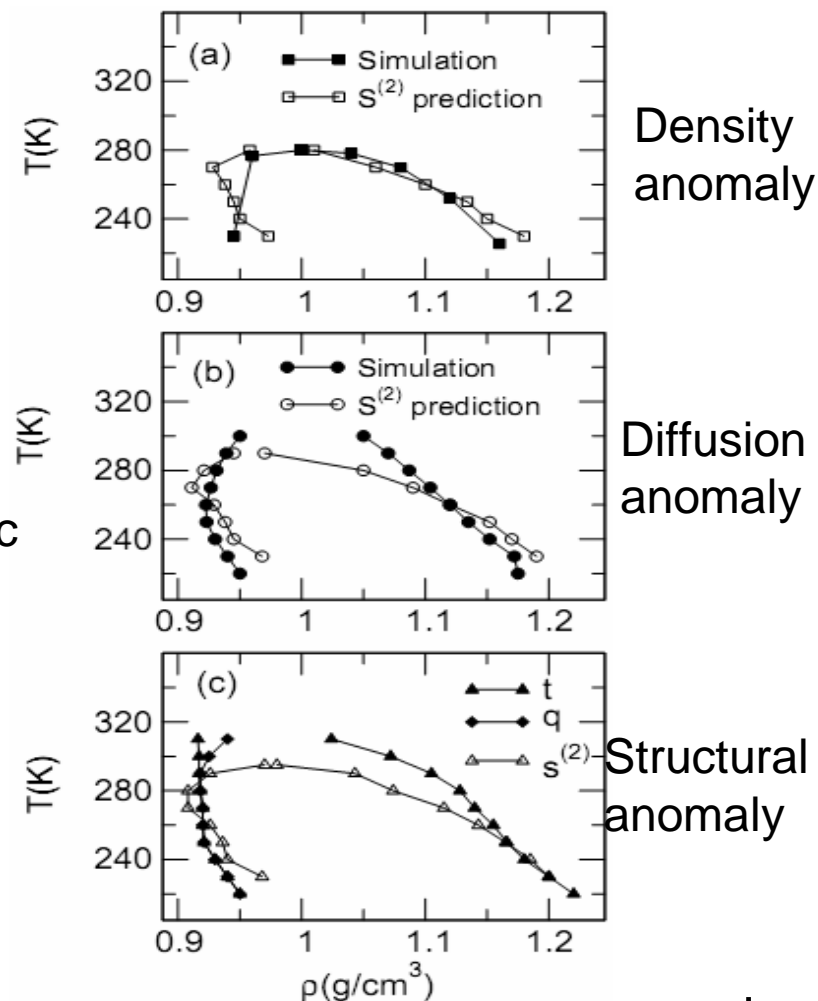 (a)
Simulation
S^(2) prediction
T(K)
320
280
240
0.9 1 1.1 1.2
Density
anomaly
(b)
Simulation
S^(2) prediction
T(K)
320
280
240
0.9 1 1.1 1.2
Diffusion
anomaly
c
(c)
t
q
s^(2)
T(K)
320
280
240
0.9 1 1.1 1.2
ρ(g/cm^3)
Structural
anomaly